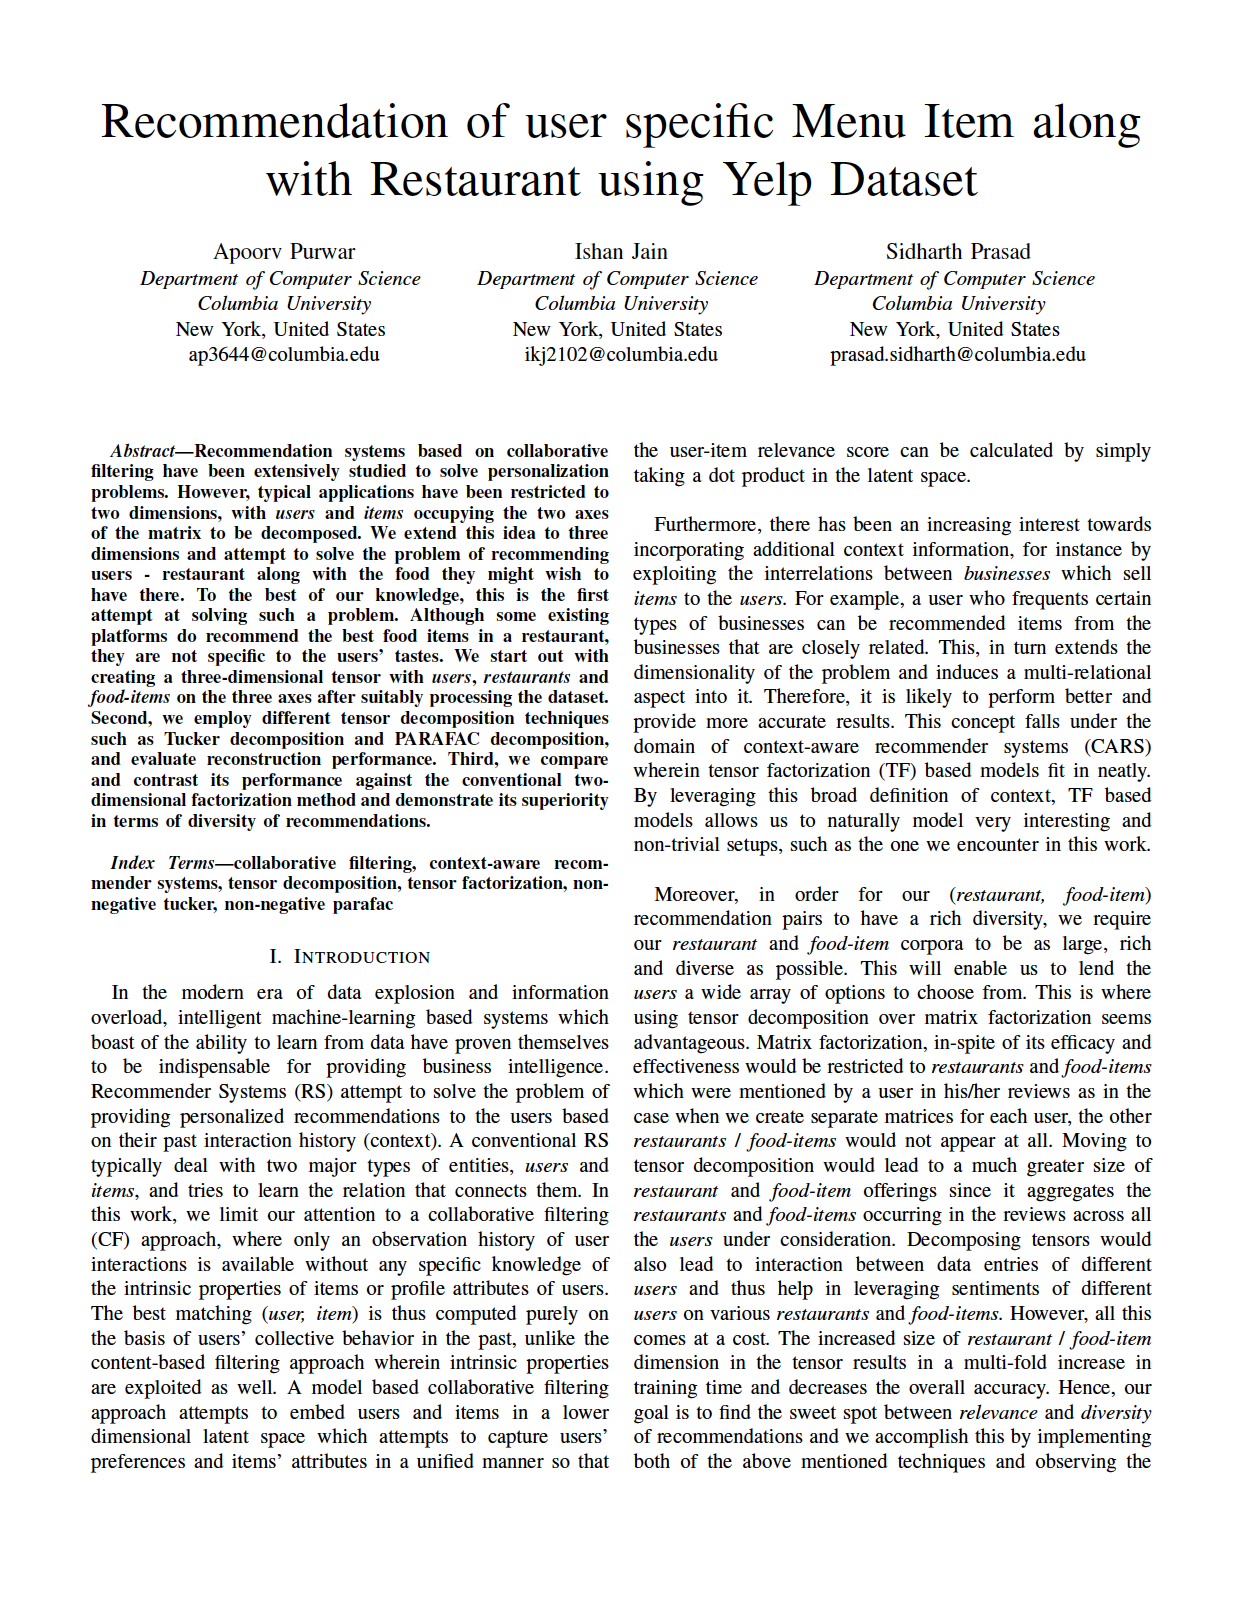 Recommendation of user specific Menu Item along
with Restaurant using Yelp Dataset
Apoorv Purwar
Department of Computer Science
Columbia University
New York, United States
ap3644@columbia.edu
Ishan Jain
Department of Computer Science
Columbia University
New York, United States
ikj2102@columbia.edu
Sidharth Prasad
Department of Computer Science
Columbia University
New York, United States
prasad.sidharth@columbia.edu
Abstract—Recommendation systems based on collaborative
filtering have been extensively studied to solve personalization
problems. However, typical applications have been restricted to
two dimensions, with users and items occupying the two axes
of the matrix to be decomposed. We extend this idea to three
dimensions and attempt to solve the problem of recommending
users - restaurant along with the food they might wish to
have there. To the best of our knowledge, this is the first
attempt at solving such a problem. Although some existing
platforms do recommend the best food items in a restaurant,
they are not specific to the users' tastes. We start out with
creating a three-dimensional tensor with users, restaurants and
food-items on the three axes after suitably processing the dataset.
Second, we employ different tensor decomposition techniques
such as Tucker decomposition and PARAFAC decomposition,
and evaluate reconstruction performance. Third, we compare
and contrast its performance against the conventional two-
dimensional factorization method and demonstrate its superiority
in terms of diversity of recommendations.
Index Terms—collaborative filtering, context-aware recom-
mender systems, tensor decomposition, tensor factorization, non-
negative tucker, non-negative parafac
I. INTRODUCTION
In the modern era of data explosion and information
overload, intelligent machine-learning based systems which
boast of the ability to learn from data have proven themselves
to be indispensable for providing business intelligence.
Recommender Systems (RS) attempt to solve the problem of
providing personalized recommendations to the users based
on their past interaction history (context). A conventional RS
typically deal with two major types of entities, users and
items, and tries to learn the relation that connects them. In
this work, we limit our attention to a collaborative filtering
(CF) approach, where only an observation history of user
interactions is available without any specific knowledge of
the intrinsic properties of items or profile attributes of users.
The best matching (user, item) is thus computed purely on
the basis of users' collective behavior in the past, unlike the
content-based filtering approach wherein intrinsic properties
are exploited as well. A model based collaborative filtering
approach attempts to embed users and items in a lower
dimensional latent space which attempts to capture users'
preferences and items' attributes in a unified manner so that
the user-item relevance score can be calculated by simply
taking a dot product in the latent space.
Furthermore, there has been an increasing interest towards
incorporating additional context information, for instance by
exploiting the interrelations between businesses which sell
items to the users. For example, a user who frequents certain
types of businesses can be recommended items from the
businesses that are closely related. This, in turn extends the
dimensionality of the problem and induces a multi-relational
aspect into it. Therefore, it is likely to perform better and
provide more accurate results. This concept falls under the
domain of context-aware recommender systems (CARS)
wherein tensor factorization (TF) based models fit in neatly.
By leveraging this broad definition of context, TF based
models allows us to naturally model very interesting and
non-trivial setups, such as the one we encounter in this work.
Moreover, in order for our (restaurant, food-item)
recommendation pairs to have a rich diversity, we require
our restaurant and food-item corpora to be as large, rich
and diverse as possible. This will enable us to lend the
users a wide array of options to choose from. This is where
using tensor decomposition over matrix factorization seems
advantageous. Matrix factorization, in-spite of its efficacy and
effectiveness would be restricted to restaurants and food-items
which were mentioned by a user in his/her reviews as in the
case when we create separate matrices for each user, the other
restaurants / food-items would not appear at all. Moving to
tensor decomposition would lead to a much greater size of
restaurant and food-item offerings since it aggregates the
restaurants and food-items occurring in the reviews across all
the users under consideration. Decomposing tensors would
also lead to interaction between data entries of different
users and thus help in leveraging sentiments of different
users on various restaurants and food-items. However, all this
comes at a cost. The increased size of restaurant / food-item
dimension in the tensor results in a multi-fold increase in
training time and decreases the overall accuracy. Hence, our
goal is to find the sweet spot between relevance and diversity
of recommendations and we accomplish this by implementing
both of the above mentioned techniques and observing the